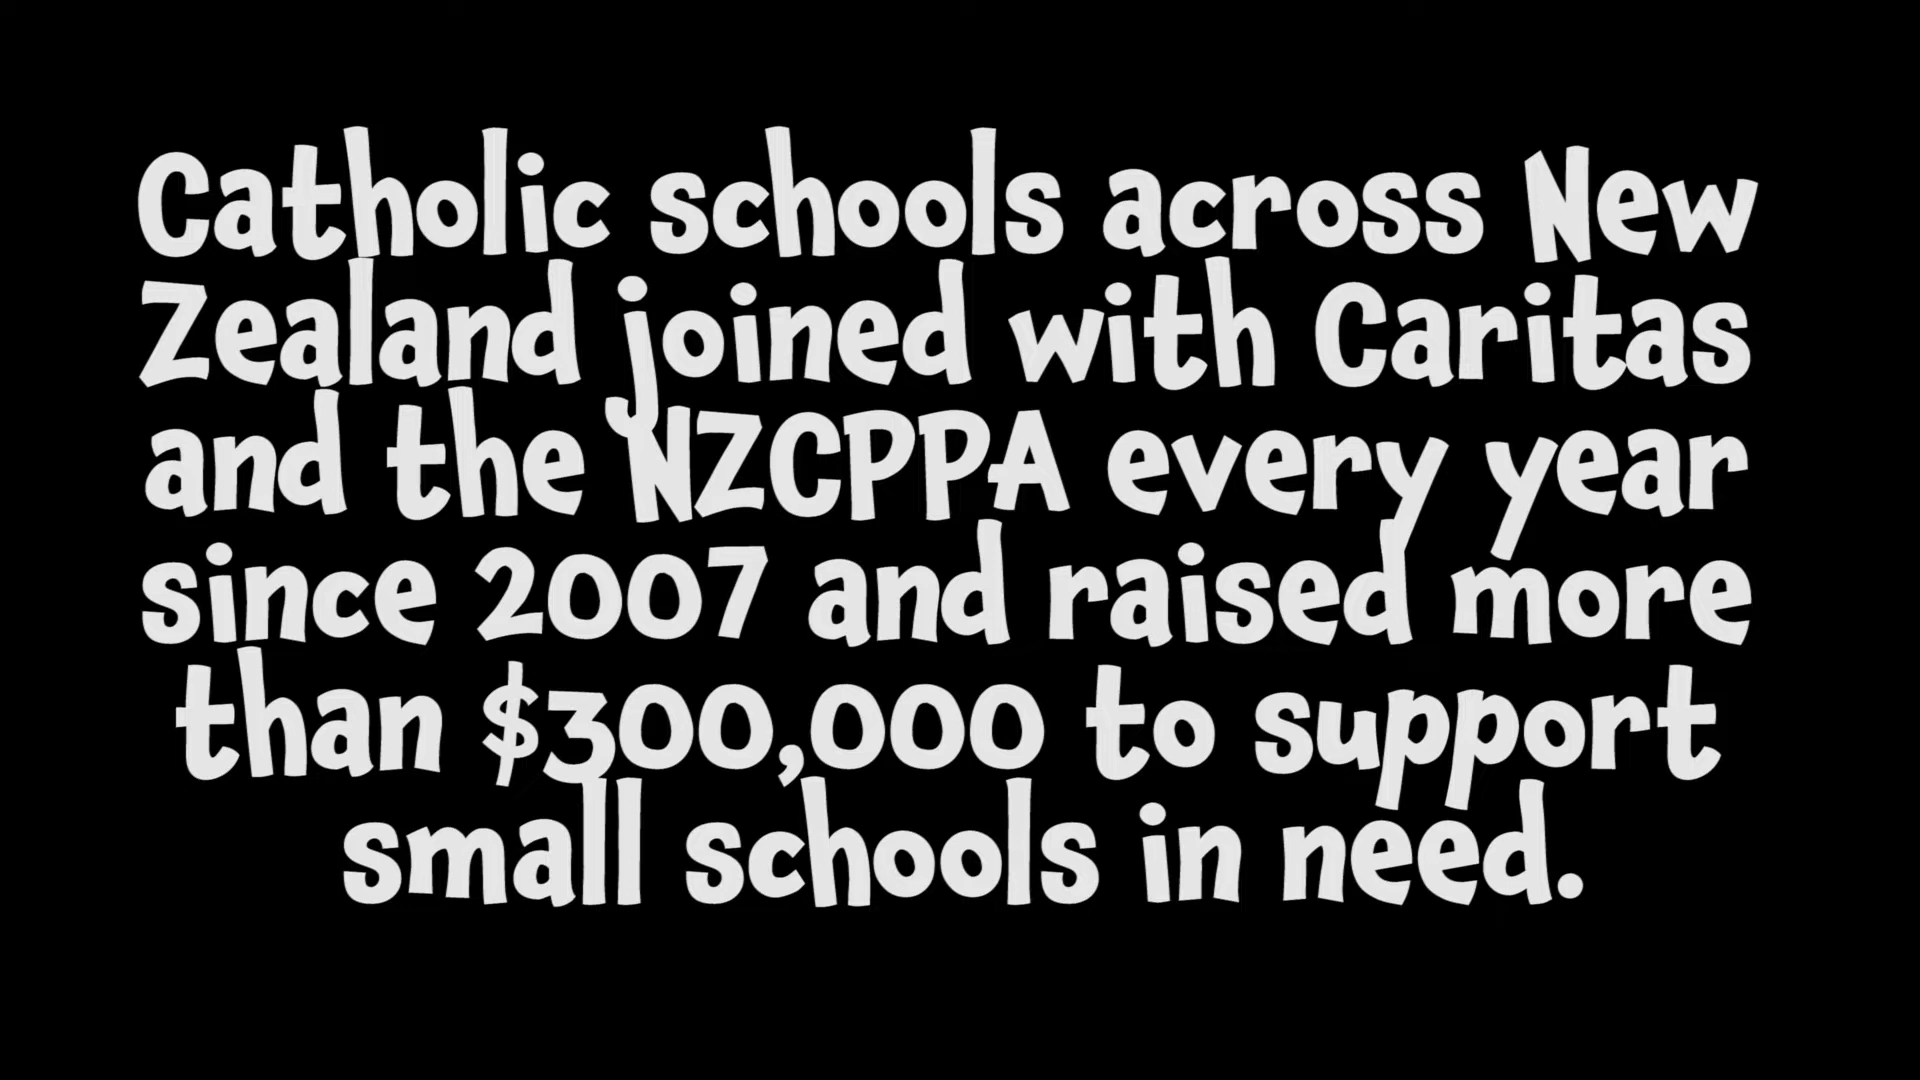 Catholic schools across New
Zealand joined with Caritas
and the NZCPPA every year
since 2007 and raised more
than $300,000 to support
small schools in need.